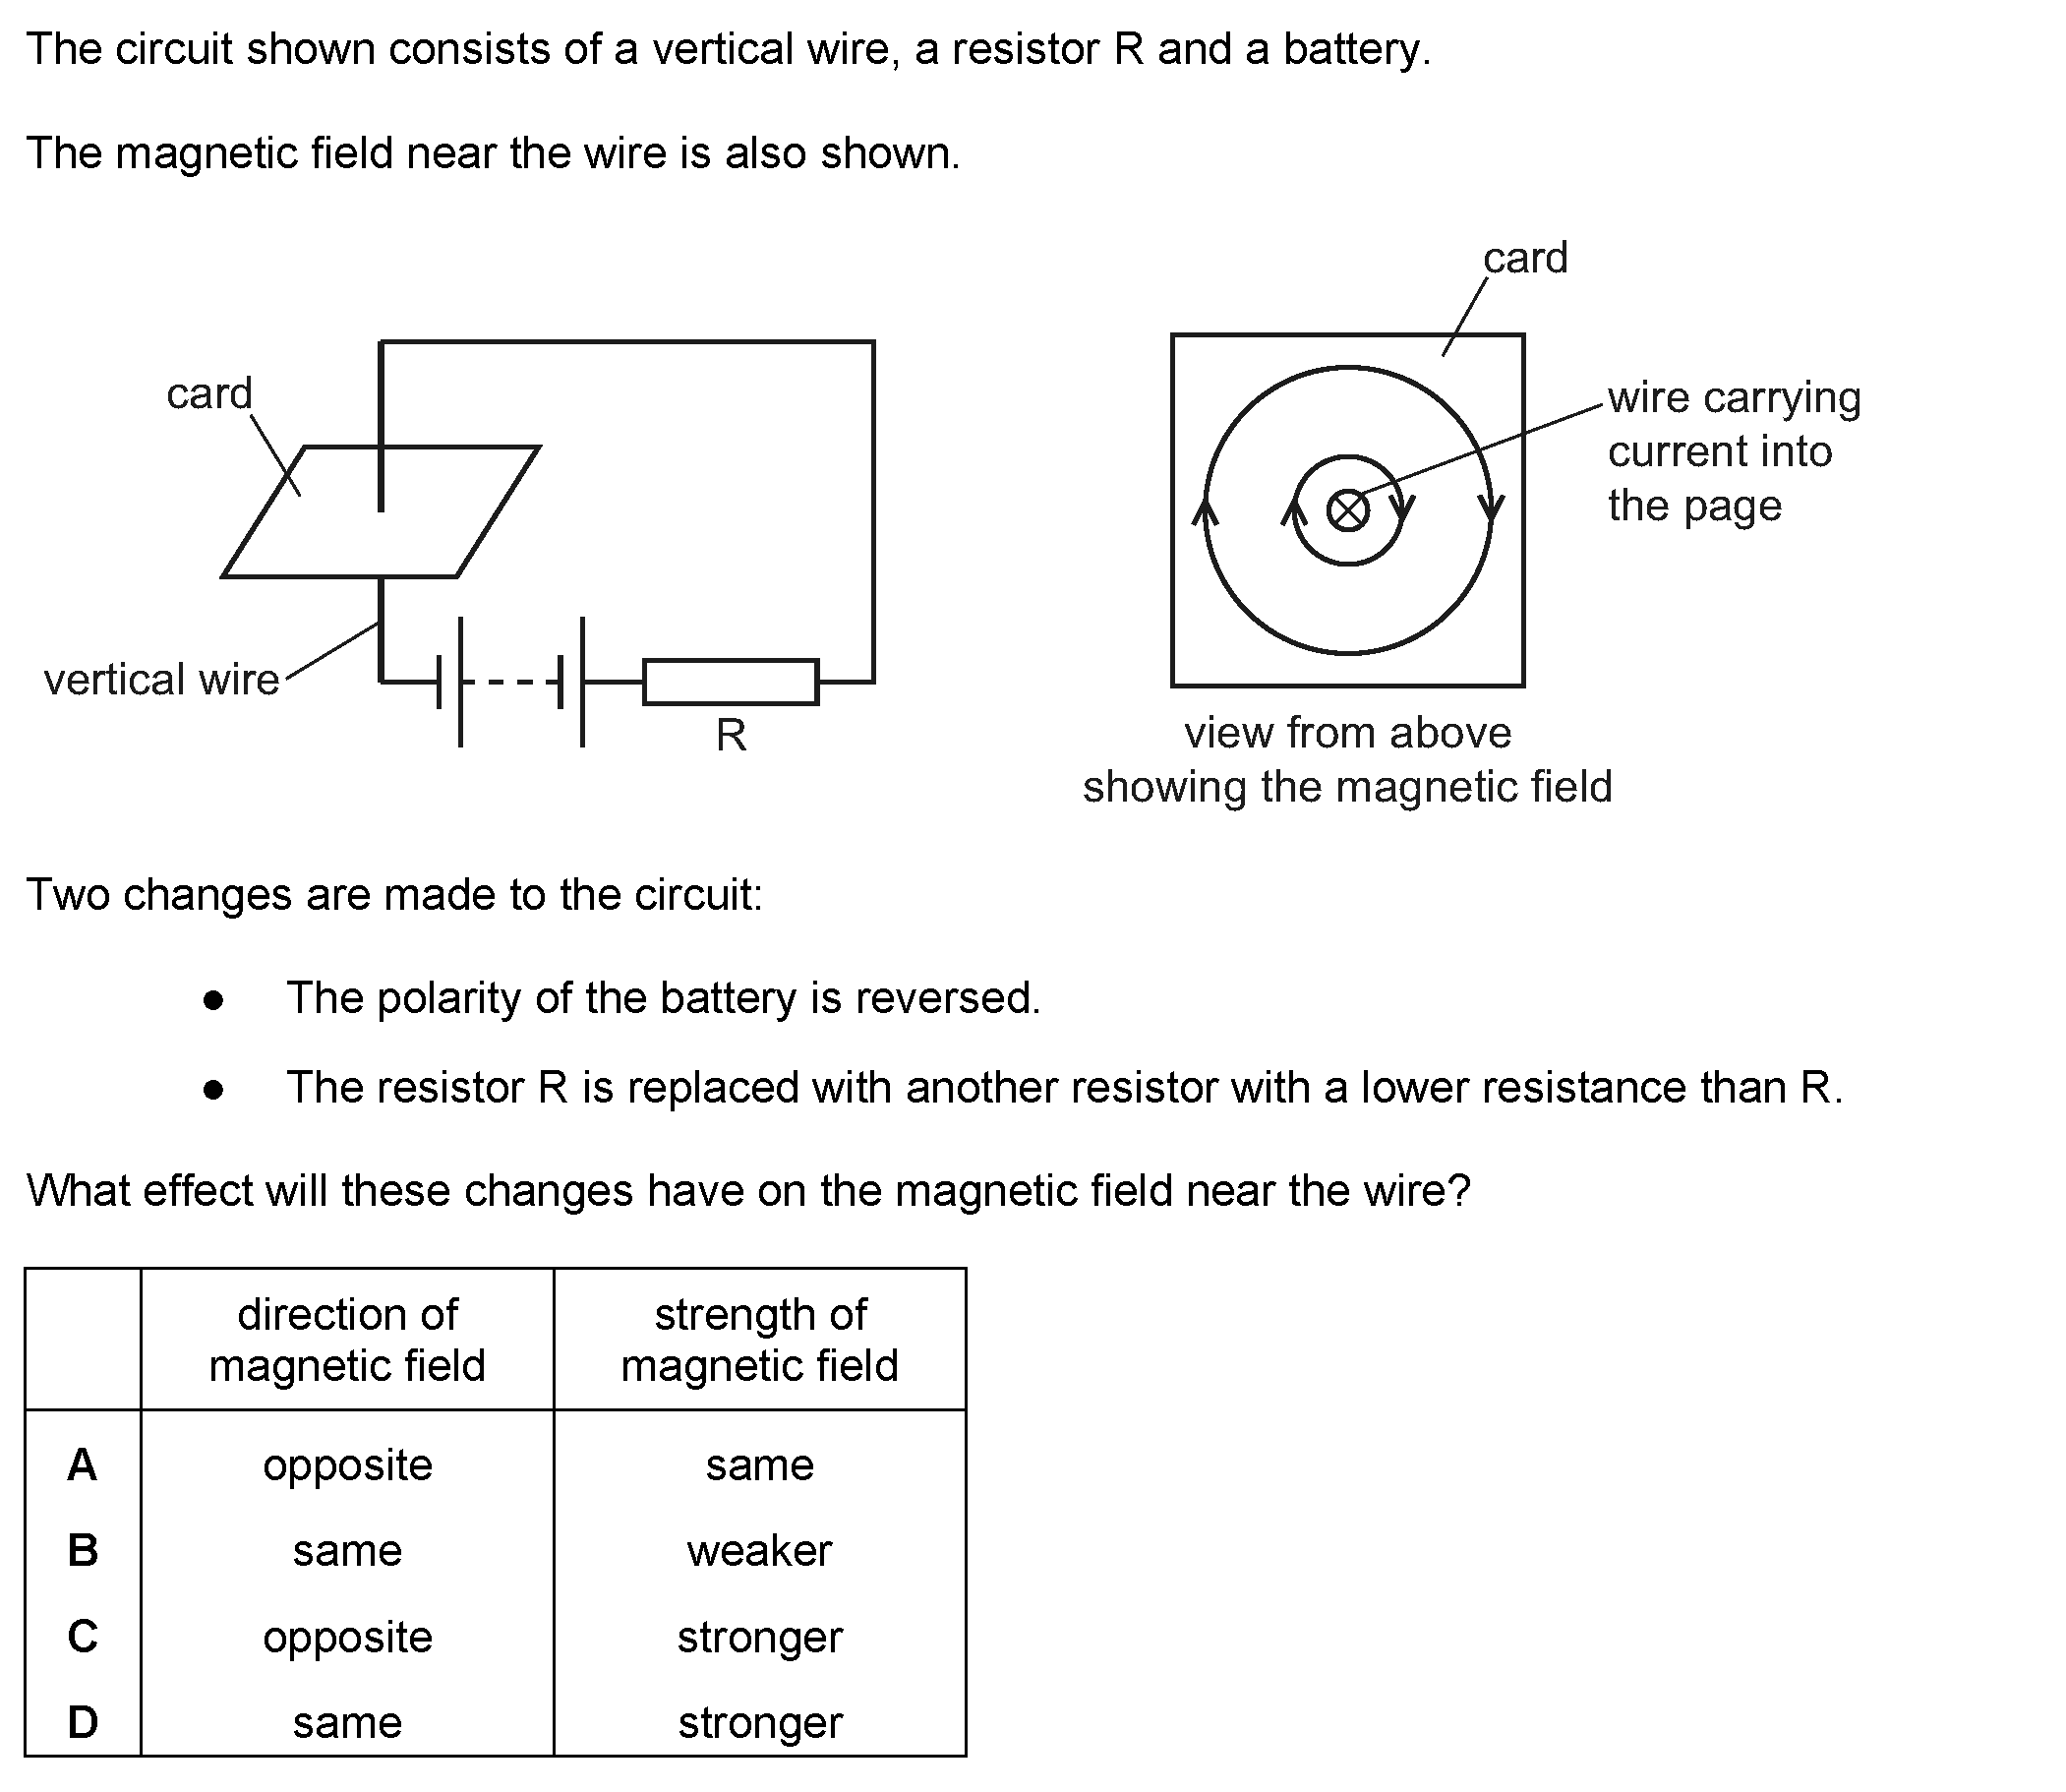 The circuit shown consists of a vertical wire, a resistor R and a battery.
The magnetic field near the wire is also shown.
card
vertical wire
R
card
wire carrying
current into
the page
view from above
showing the magnetic field
Two changes are made to the circuit:
● The polarity of the battery is reversed.
● The resistor R is replaced with another resistor with a lower resistance than R.
What effect will these changes have on the magnetic field near the wire?
direction of magnetic field strength of magnetic field
A opposite same
B same weaker
C opposite stronger
D same stronger